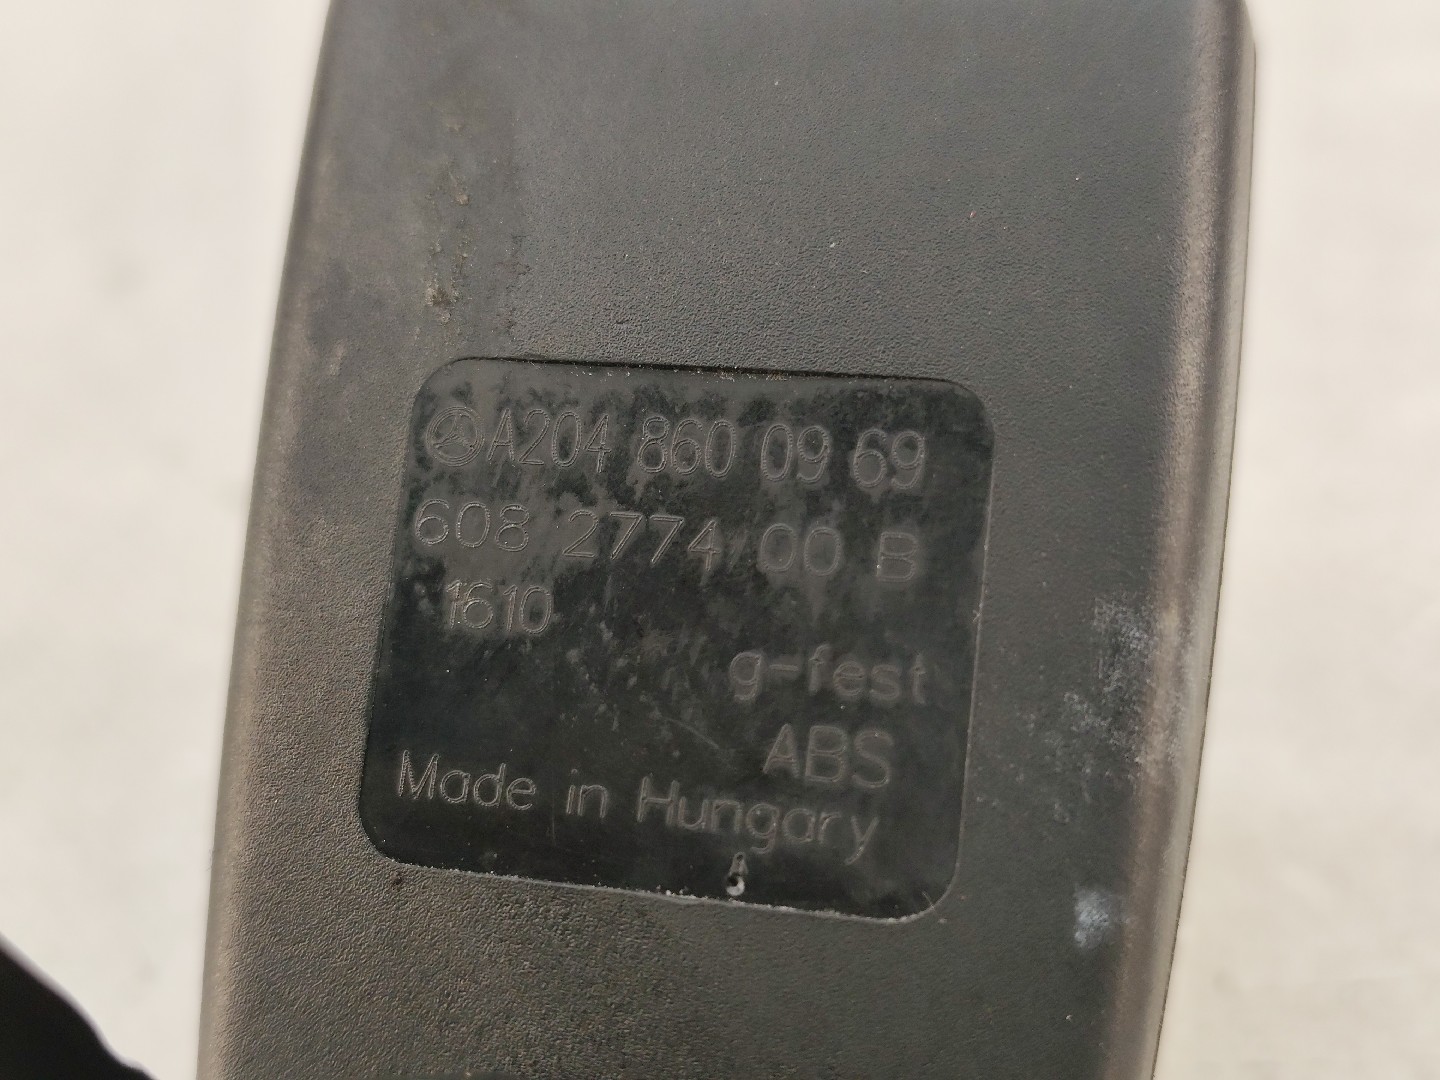 A204 860 09 69
608 2774 00 B
1610
g-fest
ABS
Made in Hungary